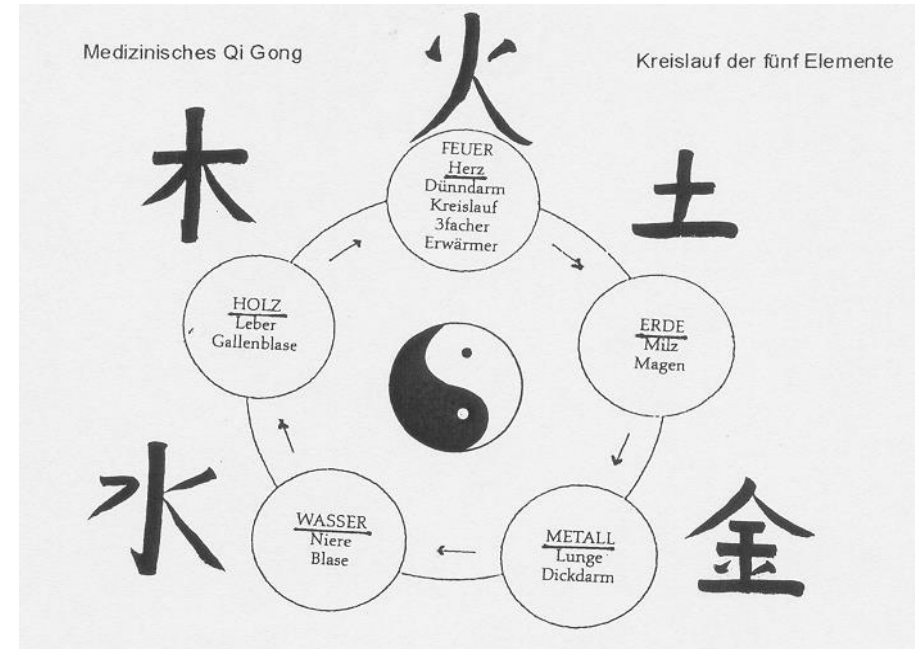 Medizinisches Qi Gong
Kreislauf der fünf Elemente
火
FEUER
Herz
Dünndarm
Kreislauf
3facher
Erwärmer
木
土
HOLZ
Leber
Gallenblase
ERDE
Milz
Magen
水
WASSER
Niere
Blase
METALL
Lunge
Dickdarm
金